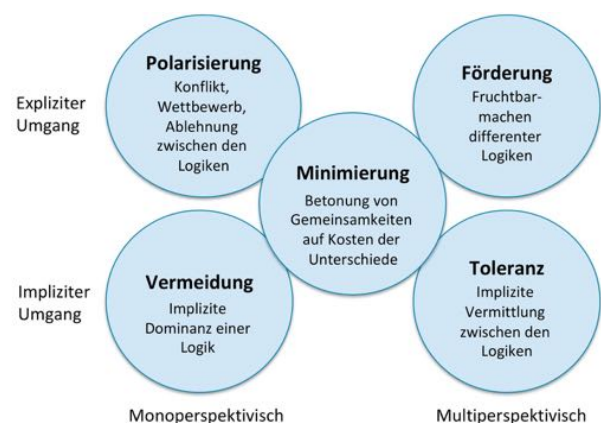 Expliziter
Umgang
Polarisierung
Konflikt,
Wettbewerb,
Ablehnung
zwischen den
Logiken
Förderung
Fruchtbar-
machen
differenter
Logiken
Minimierung
Betonung von
Gemeinsamkeiten
auf Kosten der
Unterschiede
Impliziter
Umgang
Vermeidung
Implizite
Dominanz einer
Logik
Toleranz
Implizite
Vermittlung
zwischen den
Logiken
Monoperspektivisch
Multiperspektivisch